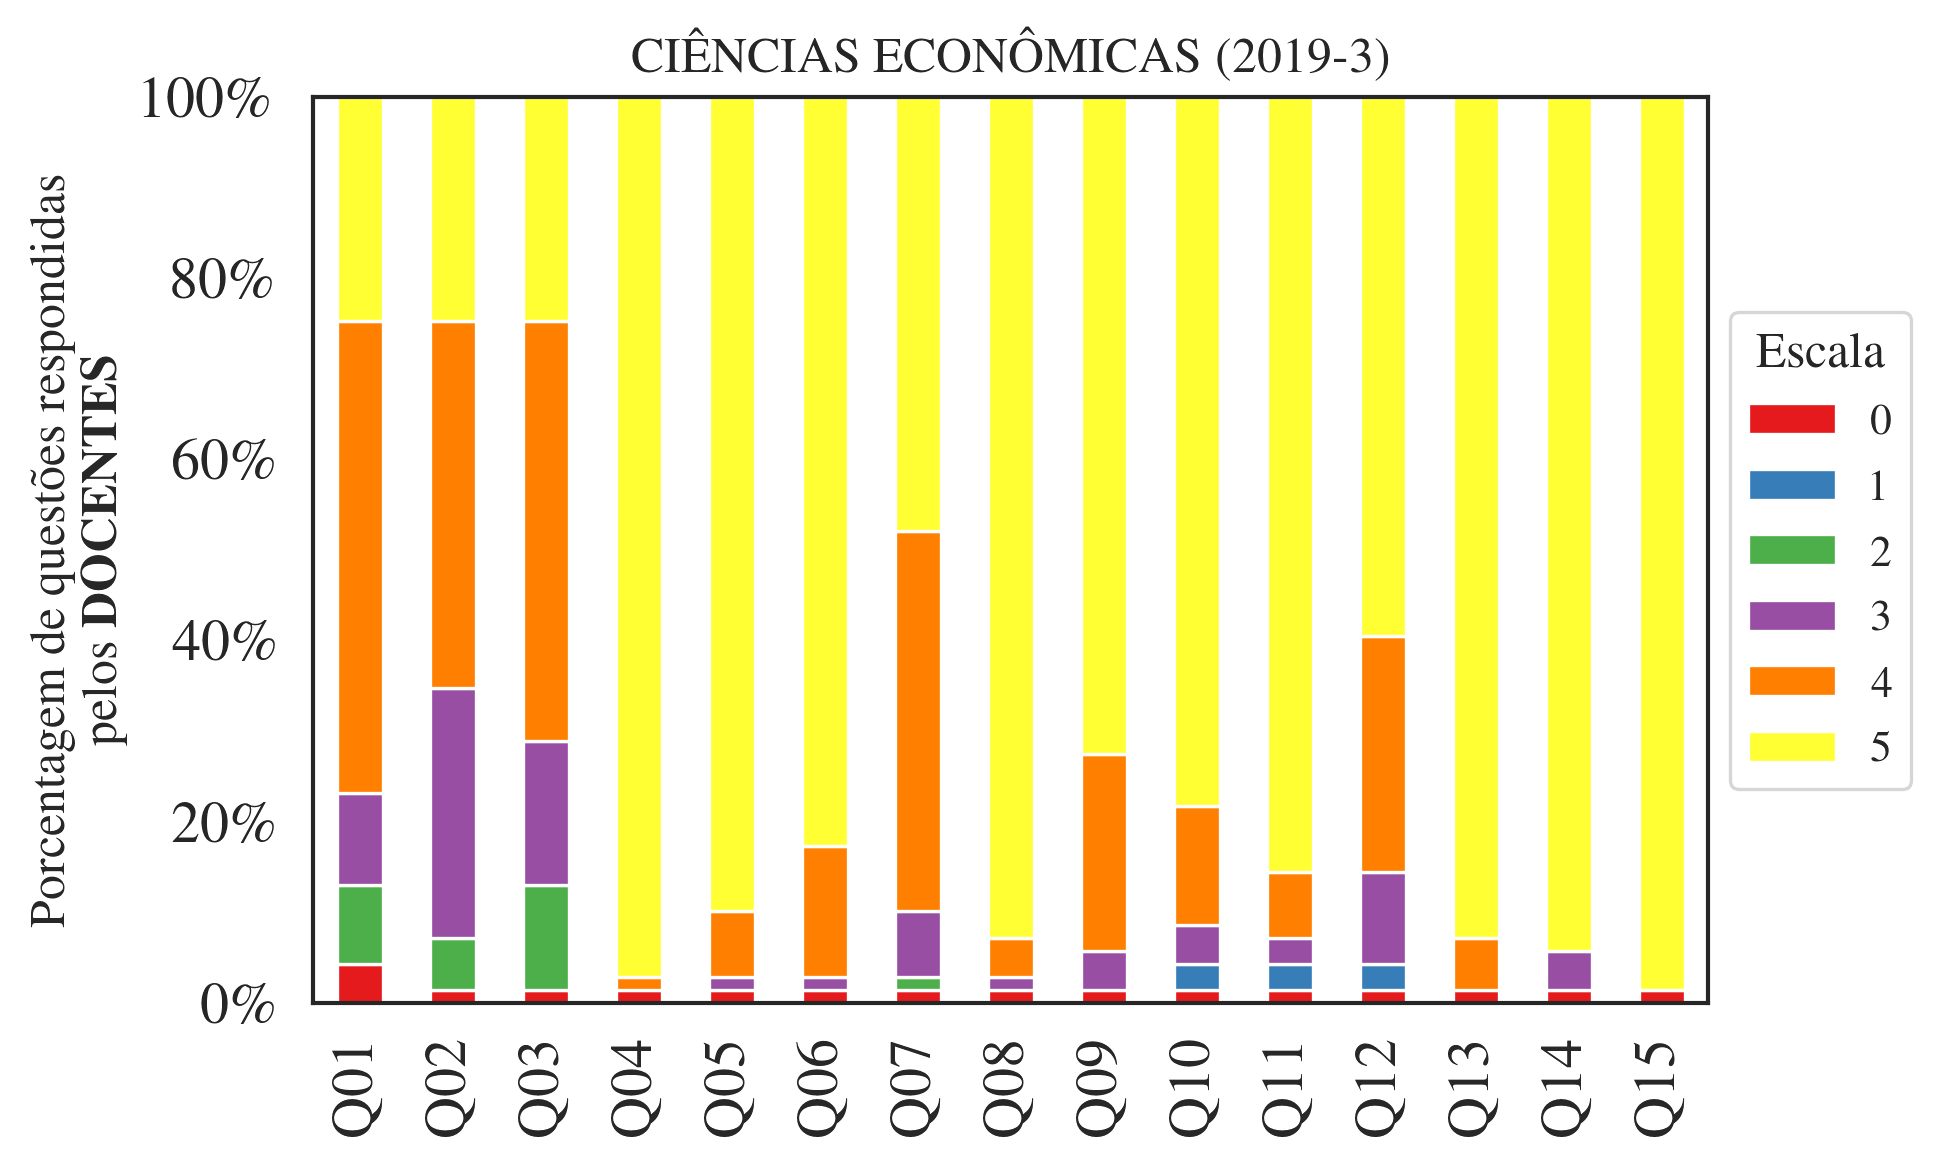 CIÊNCIAS ECONÔMICAS (2019-3)
Porcentagem de questões respondidas
pelos DOCENTES
100%
80%
60%
40%
20%
0%
Q01
Q02
Q03
Q04
Q05
Q06
Q07
Q08
Q09
Q10
Q11
Q12
Q13
Q14
Q15
Escala
0
1
2
3
4
5